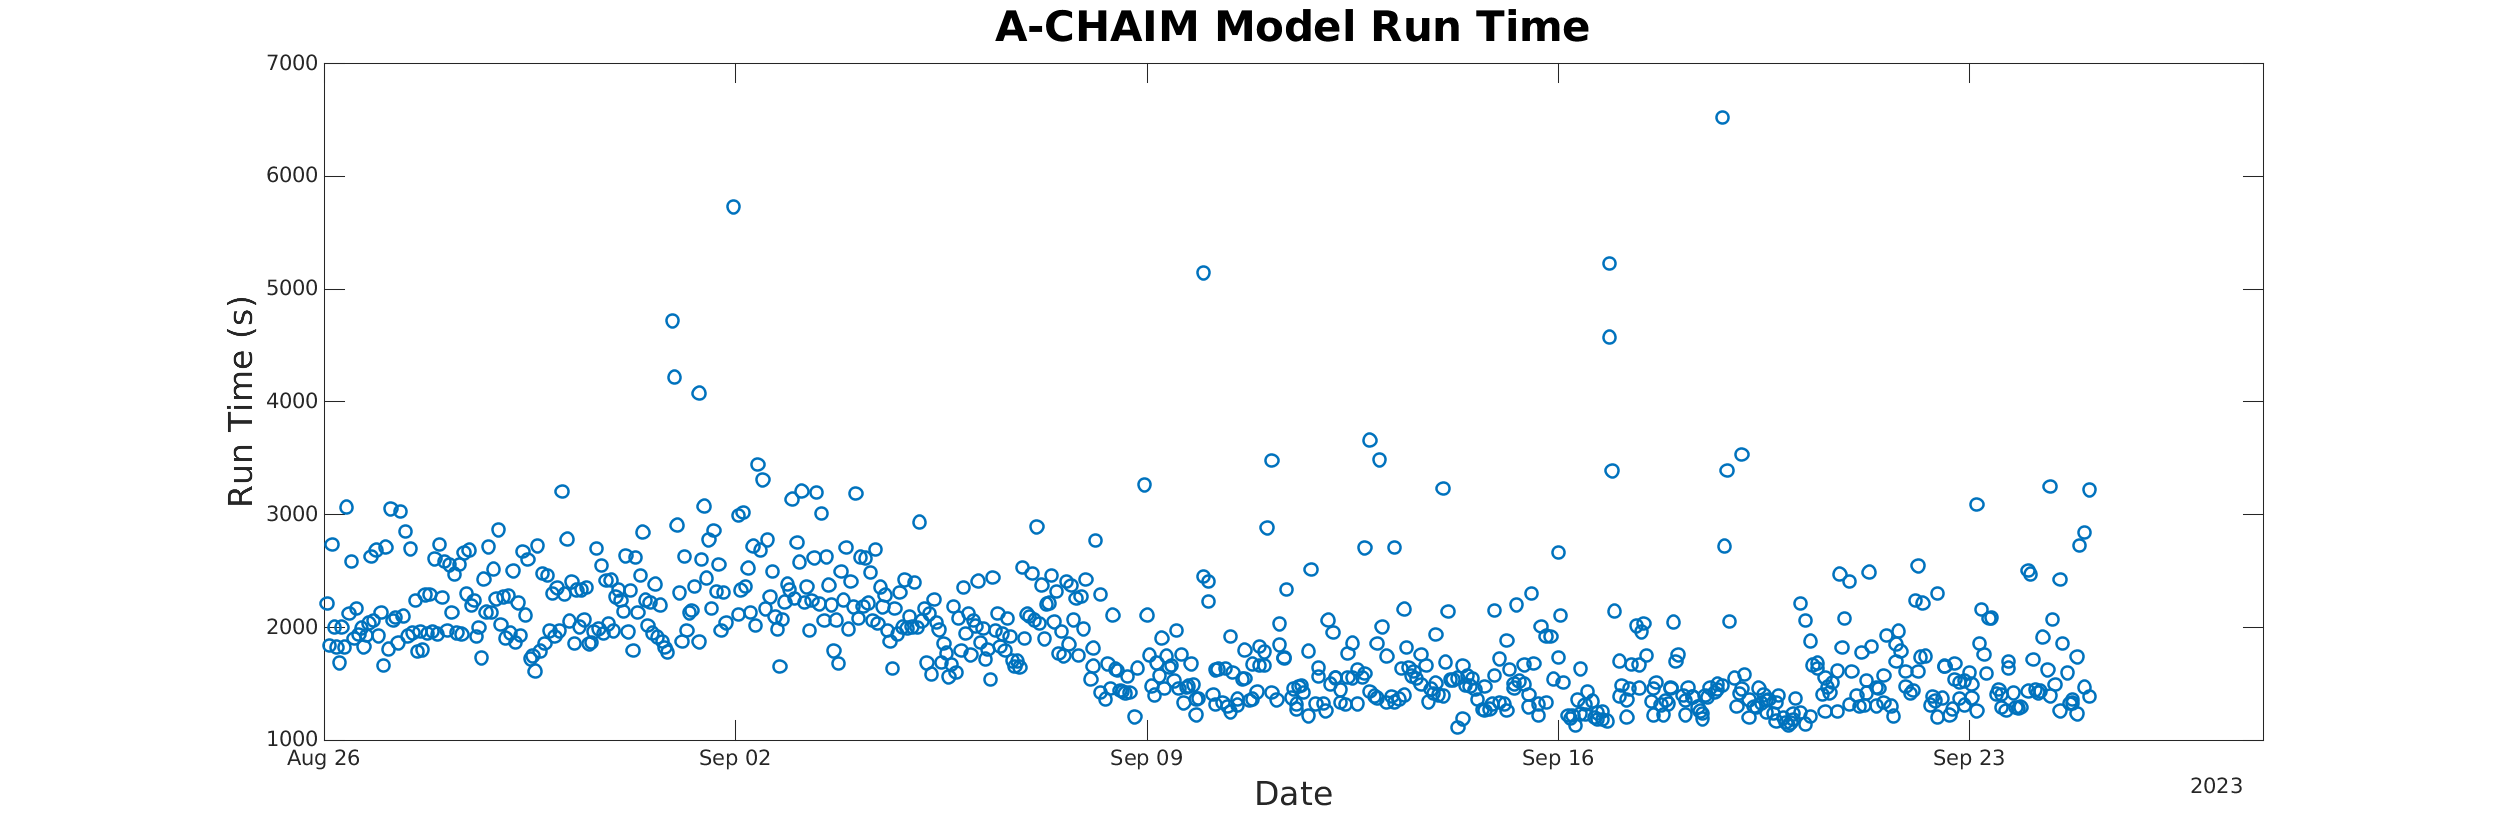 A-CHAIM Model Run Time
7000
6000
5000
4000
3000
2000
1000
Run Time (s)
Aug 26
Sep 02
Sep 09
Sep 16
Sep 23
2023
Date